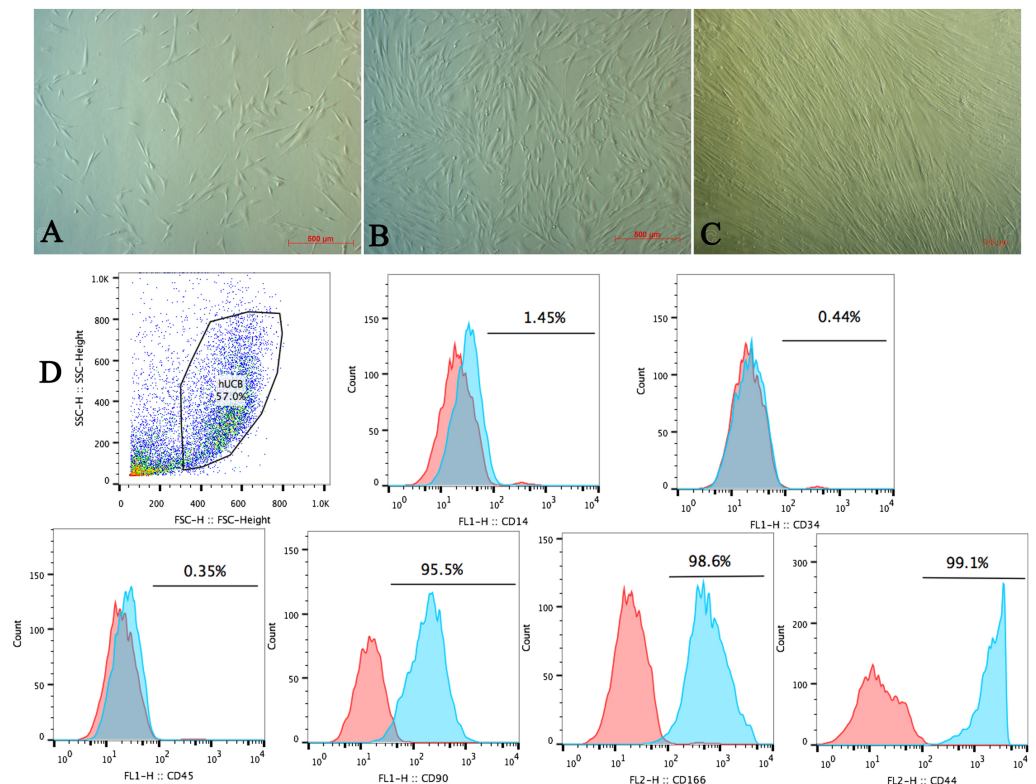 A
500 µm
B
500 µm
C
D
SSC-H :: SSC-Height
1.0K
800
600
400
200
0
hUCB
57.0%
0 200 400 600 800 1.0K
FSC-H :: FSC-Height
Count
150
100
50
0
1.45%
10^0 10^1 10^2 10^3 10^4
FL1-H :: CD14
Count
150
100
50
0
0.44%
10^0 10^1 10^2 10^3 10^4
FL1-H :: CD34
Count
150
100
50
0
0.35%
10^0 10^1 10^2 10^3 10^4
FL1-H :: CD45
Count
150
100
50
0
95.5%
10^0 10^1 10^2 10^3 10^4
FL1-H :: CD90
Count
150
100
50
0
98.6%
10^0 10^1 10^2 10^3 10^4
FL2-H :: CD166
Count
300
200
100
0
99.1%
10^0 10^1 10^2 10^3 10^4
FL2-H :: CD44